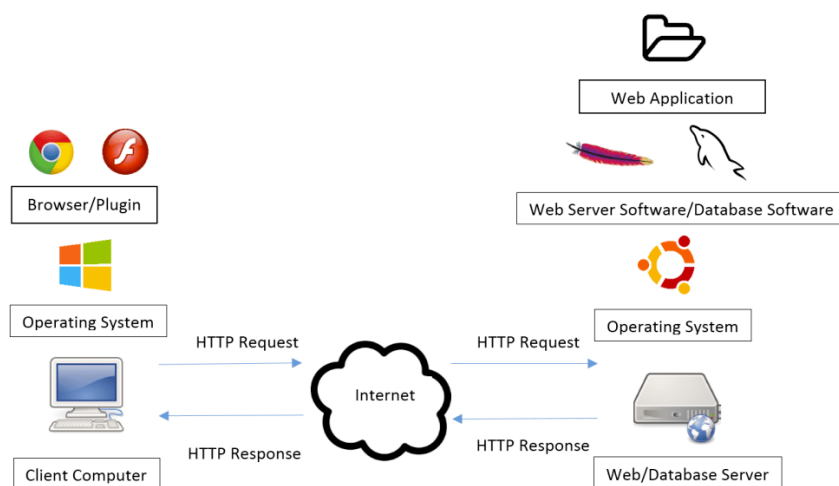 Web Application
Browser/Plugin
Web Server Software/Database Software
Operating System
Operating System
HTTP Request
HTTP Request
Internet
HTTP Response
HTTP Response
Client Computer
Web/Database Server